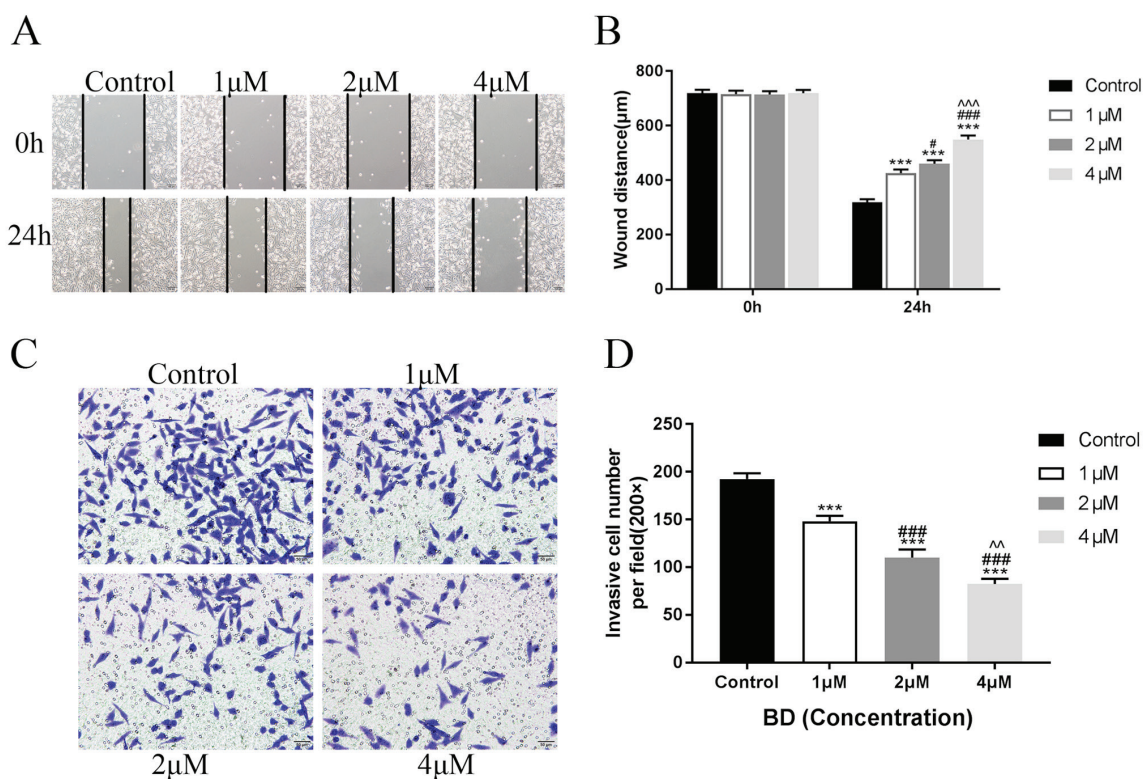 A
Control 1μM 2μM 4μM
0h
24h
B
800
600
400
200
0
Wound distance(μm)
0h 24h
***
#
***
^^^
###
***
Control
1 μM
2 μM
4 μM
C
Control 1μM
2μM 4μM
D
250
200
150
100
50
0
Invasive cell number
per field(200×)
***
###
***
^^
###
***
Control 1μM 2μM 4μM
BD (Concentration)
Control
1 μM
2 μM
4 μM